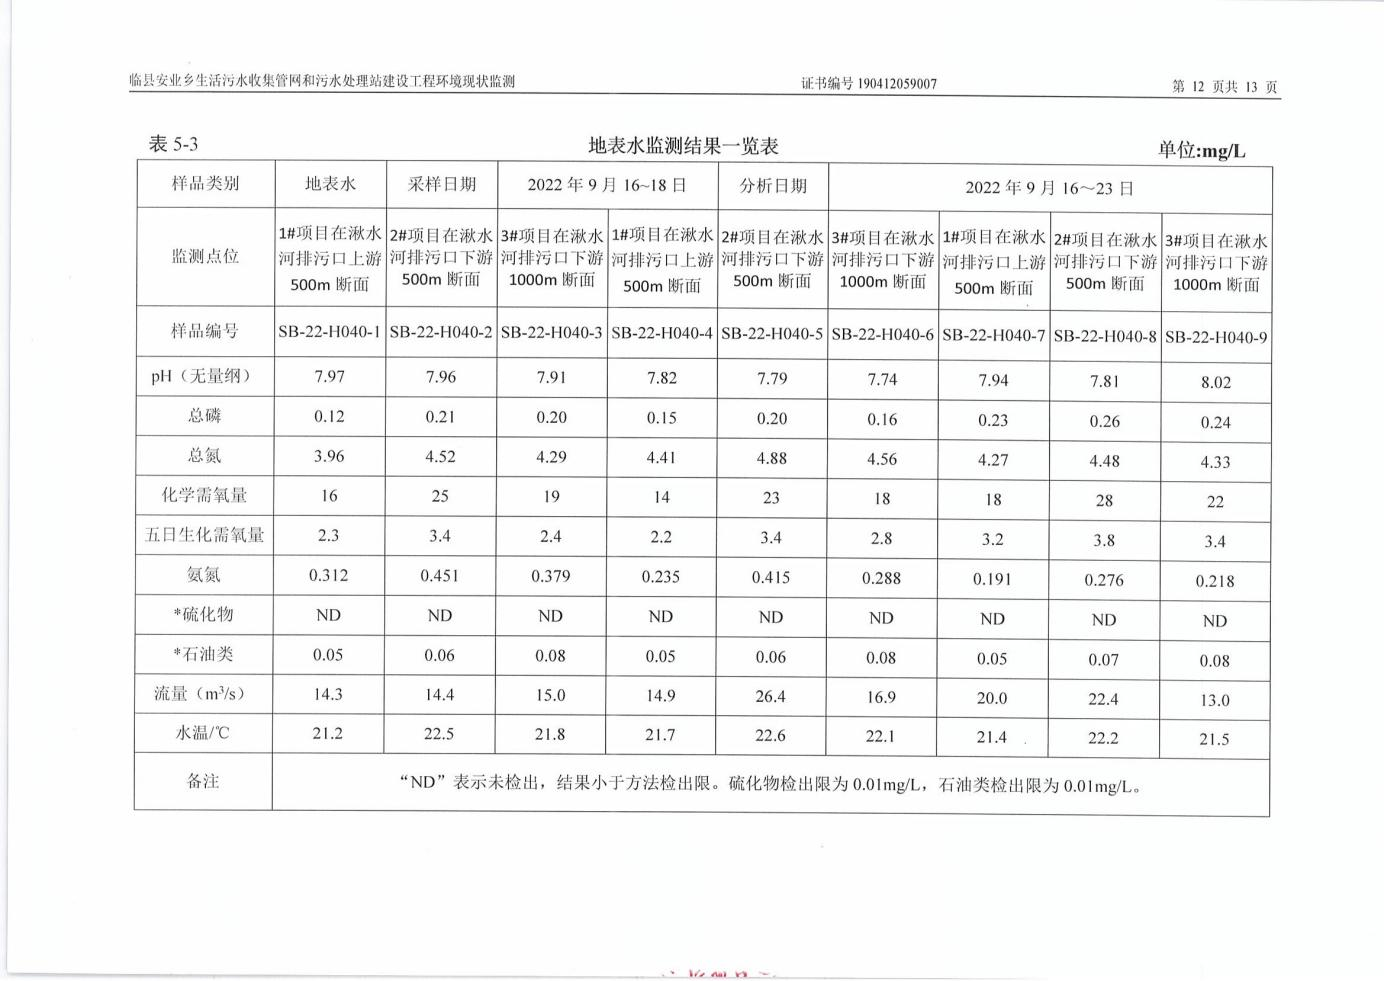 临县安业乡生活污水收集管网和污水处理站建设工程环境现状监测 证书编号 190412059007 第 12 页共 13 页
表 5-3 地表水监测结果一览表 单位:mg/L
样品类别 地表水 采样日期 2022 年 9 月 16~18 日 分析日期 2022 年 9 月 16～23 日
监测点位 1#项目在湫水河排污口上游500m 断面 2#项目在湫水河排污口下游500m 断面 3#项目在湫水河排污口下游1000m 断面 1#项目在湫水河排污口上游500m 断面 2#项目在湫水河排污口下游500m 断面 3#项目在湫水河排污口下游1000m 断面 1#项目在湫水河排污口上游500m 断面 2#项目在湫水河排污口下游500m 断面 3#项目在湫水河排污口下游1000m 断面
样品编号 SB-22-H040-1 SB-22-H040-2 SB-22-H040-3 SB-22-H040-4 SB-22-H040-5 SB-22-H040-6 SB-22-H040-7 SB-22-H040-8 SB-22-H040-9
pH（无量纲） 7.97 7.96 7.91 7.82 7.79 7.74 7.94 7.81 8.02
总磷 0.12 0.21 0.20 0.15 0.20 0.16 0.23 0.26 0.24
总氮 3.96 4.52 4.29 4.41 4.88 4.56 4.27 4.48 4.33
化学需氧量 16 25 19 14 23 18 18 28 22
五日生化需氧量 2.3 3.4 2.4 2.2 3.4 2.8 3.2 3.8 3.4
氨氮 0.312 0.451 0.379 0.235 0.415 0.288 0.191 0.276 0.218
*硫化物 ND ND ND ND ND ND ND ND ND
*石油类 0.05 0.06 0.08 0.05 0.06 0.08 0.05 0.07 0.08
流量（m³/s） 14.3 14.4 15.0 14.9 26.4 16.9 20.0 22.4 13.0
水温/℃ 21.2 22.5 21.8 21.7 22.6 22.1 21.4 22.2 21.5
备注 “ND”表示未检出，结果小于方法检出限。硫化物检出限为 0.01mg/L，石油类检出限为 0.01mg/L。